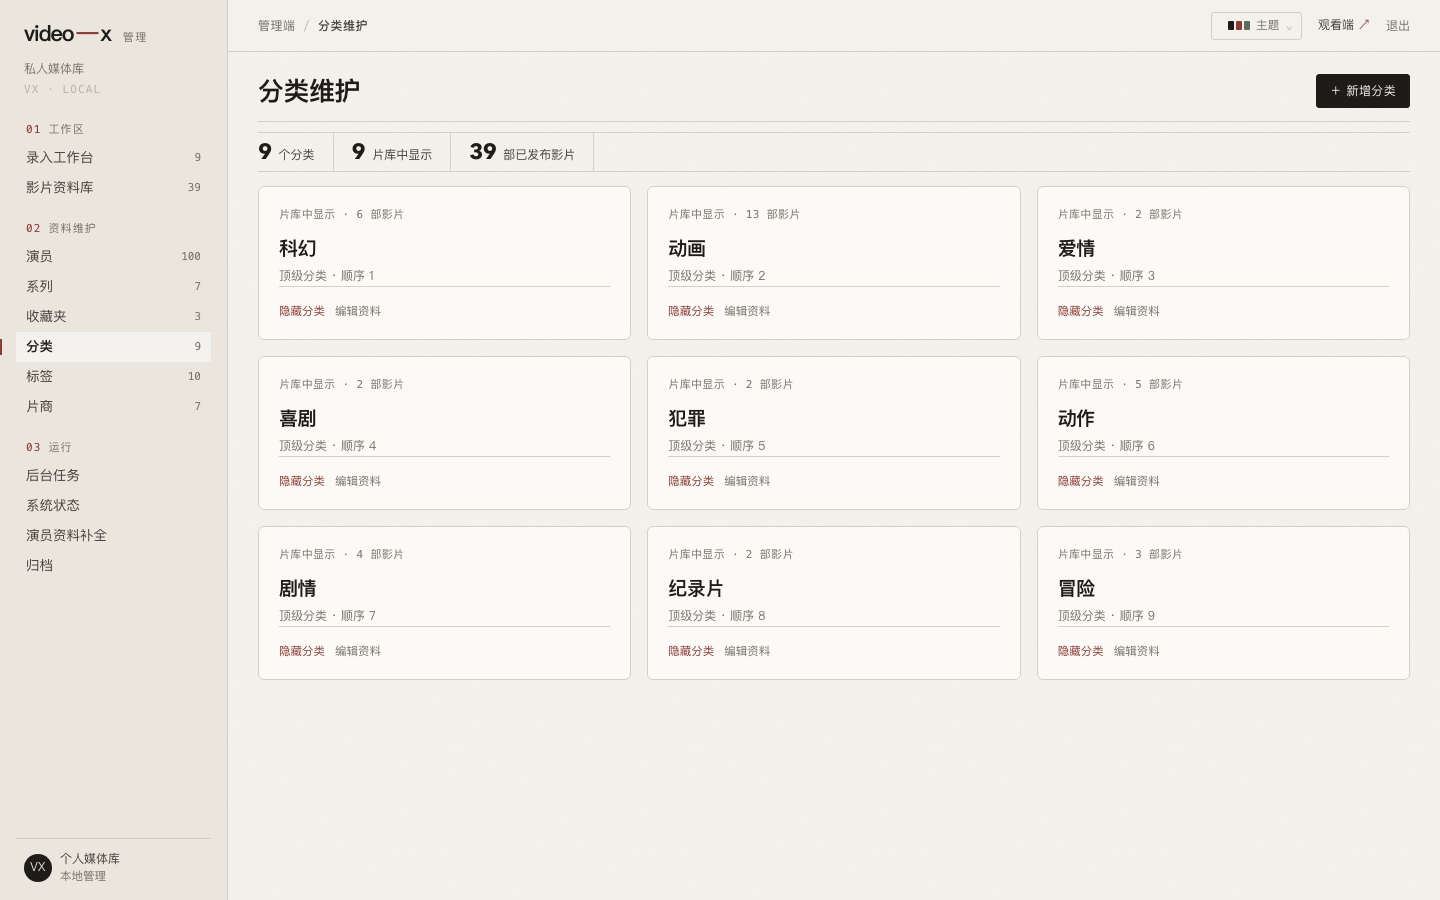 video—x 管理
私人媒体库
VX · LOCAL
01 工作区
录入工作台 9
影片资料库 39
02 资料维护
演员 100
系列 7
收藏夹 3
分类 9
标签 10
片商 7
03 运行
后台任务
系统状态
演员资料补全
归档
VX
个人媒体库
本地管理
管理端 / 分类维护
主题
观看端 ↗
退出
分类维护
+ 新增分类
9 个分类
9 片库中显示
39 部已发布影片
片库中显示 · 6 部影片
科幻
顶级分类 · 顺序 1
隐藏分类 编辑资料
片库中显示 · 13 部影片
动画
顶级分类 · 顺序 2
隐藏分类 编辑资料
片库中显示 · 2 部影片
爱情
顶级分类 · 顺序 3
隐藏分类 编辑资料
片库中显示 · 2 部影片
喜剧
顶级分类 · 顺序 4
隐藏分类 编辑资料
片库中显示 · 2 部影片
犯罪
顶级分类 · 顺序 5
隐藏分类 编辑资料
片库中显示 · 5 部影片
动作
顶级分类 · 顺序 6
隐藏分类 编辑资料
片库中显示 · 4 部影片
剧情
顶级分类 · 顺序 7
隐藏分类 编辑资料
片库中显示 · 2 部影片
纪录片
顶级分类 · 顺序 8
隐藏分类 编辑资料
片库中显示 · 3 部影片
冒险
顶级分类 · 顺序 9
隐藏分类 编辑资料